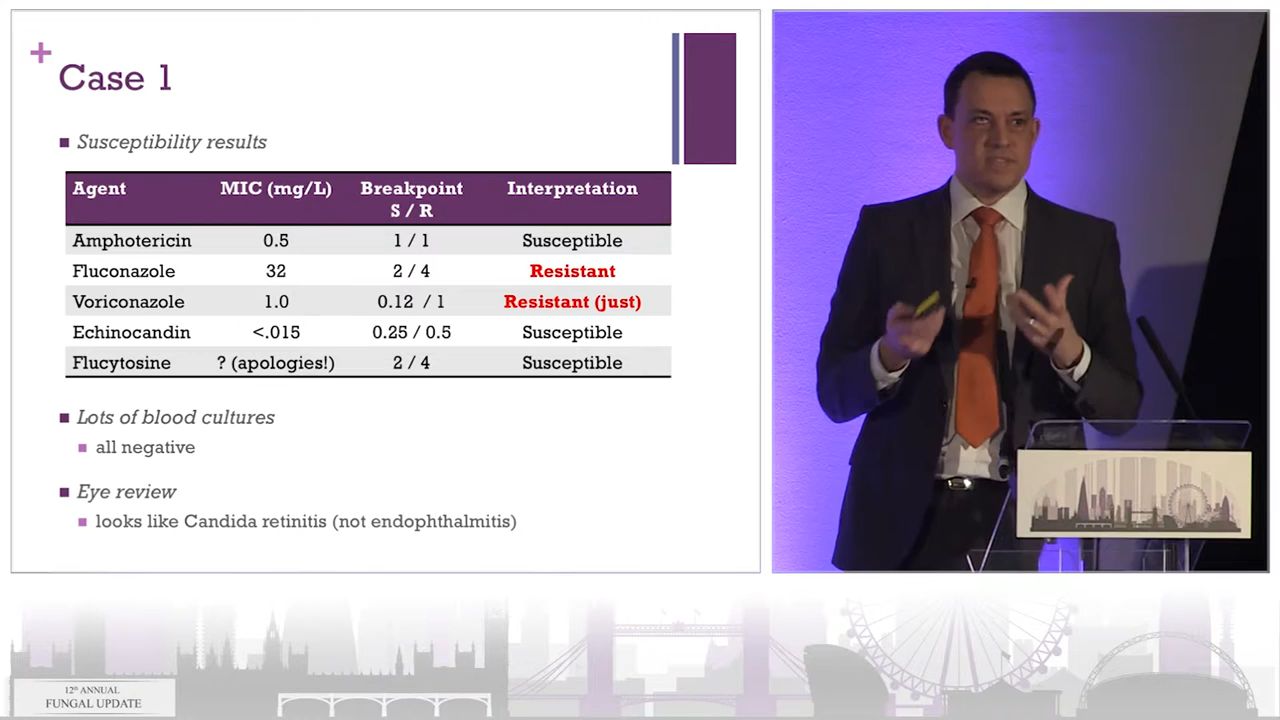 +
Case 1
Susceptibility results
Agent MIC (mg/L) Breakpoint S / R Interpretation
Amphotericin 0.5 1 / 1 Susceptible
Fluconazole 32 2 / 4 Resistant
Voriconazole 1.0 0.12 / 1 Resistant (just)
Echinocandin <.015 0.25 / 0.5 Susceptible
Flucytosine ? (apologies!) 2 / 4 Susceptible
Lots of blood cultures
all negative
Eye review
looks like Candida retinitis (not endophthalmitis)
12th ANNUAL
FUNGAL UPDATE